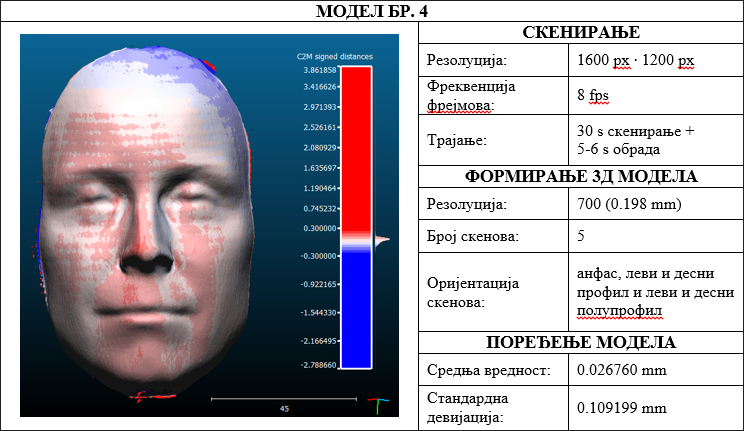 МОДЕЛ БР. 4
C2M signed distances
3.861858
3.416626
2.971393
2.526161
2.080929
1.635697
1.190464
0.745232
0.300000
-0.300000
-0.922165
-1.544330
-2.166495
-2.788660
45
СКЕНИРАЊЕ
Резолуција: 1600 px · 1200 px
Фреквенција
фрејмова:
8 fps
Трајање:
30 s скенирање +
5-6 s обрада
ФОРМИРАЊЕ 3Д МОДЕЛА
Резолуција: 700 (0.198 mm)
Број скенова: 5
Оријентација
скенова:
анфас, леви и десни
профил и леви и десни
полупрофил
ПОРЕЂЕЊЕ МОДЕЛА
Средња вредност: 0.026760 mm
Стандардна
девијација:
0.109199 mm